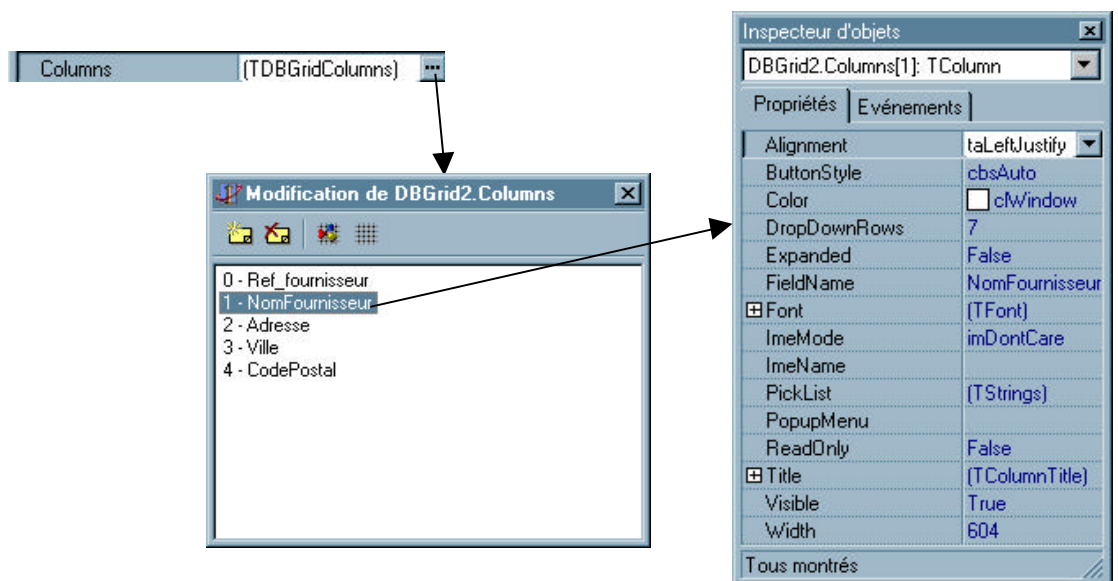 Columns (TDBGridColumns) ...
Modification de DBGrid2.Columns
0 - Ref_fournisseur
1 - NomFournisseur
2 - Adresse
3 - Ville
4 - CodePostal
Inspecteur d'objets
DBGrid2.Columns[1]: TColumn
Propriétés Evénements
Alignment taLeftJustify
ButtonStyle cbsAuto
Color clWindow
DropDownRows 7
Expanded False
FieldName NomFournisseur
Font (TFont)
ImeMode imDontCare
ImeName
PickList (TStrings)
PopupMenu
ReadOnly False
Title (TColumnTitle)
Visible True
Width 604
Tous montrés